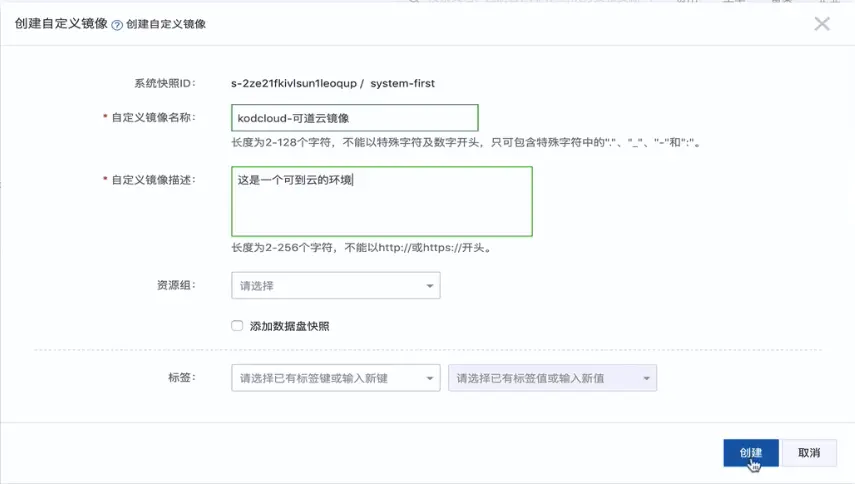 创建自定义镜像 ? 创建自定义镜像
系统快照ID： s-2ze21fkivlsun1leoqup / system-first
* 自定义镜像名称： kodcloud-可道云镜像
长度为2-128个字符，不能以特殊字符及数字开头，只可包含特殊字符中的"."、"_"、"-"和":"。
* 自定义镜像描述： 这是一个可到云的环境
长度为2-256个字符，不能以http://或https://开头。
资源组： 请选择
添加数据盘快照
标签： 请选择已有标签键或输入新键 请选择已有标签值或输入新值
创建 取消